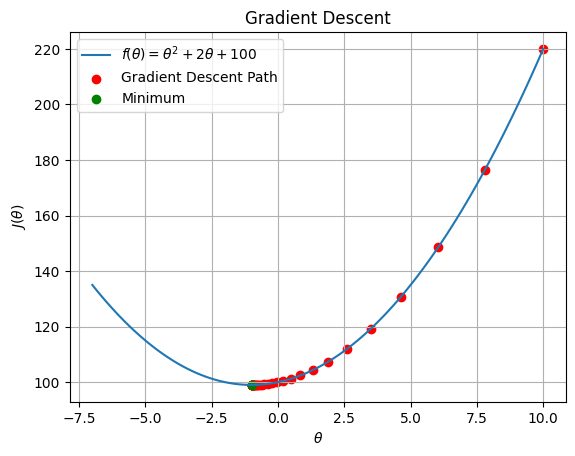 Gradient Descent
f(θ) = θ² + 2θ + 100
Gradient Descent Path
Minimum
J(θ)
220
200
180
160
140
120
100
−7.5 −5.0 −2.5 0.0 2.5 5.0 7.5 10.0
θ